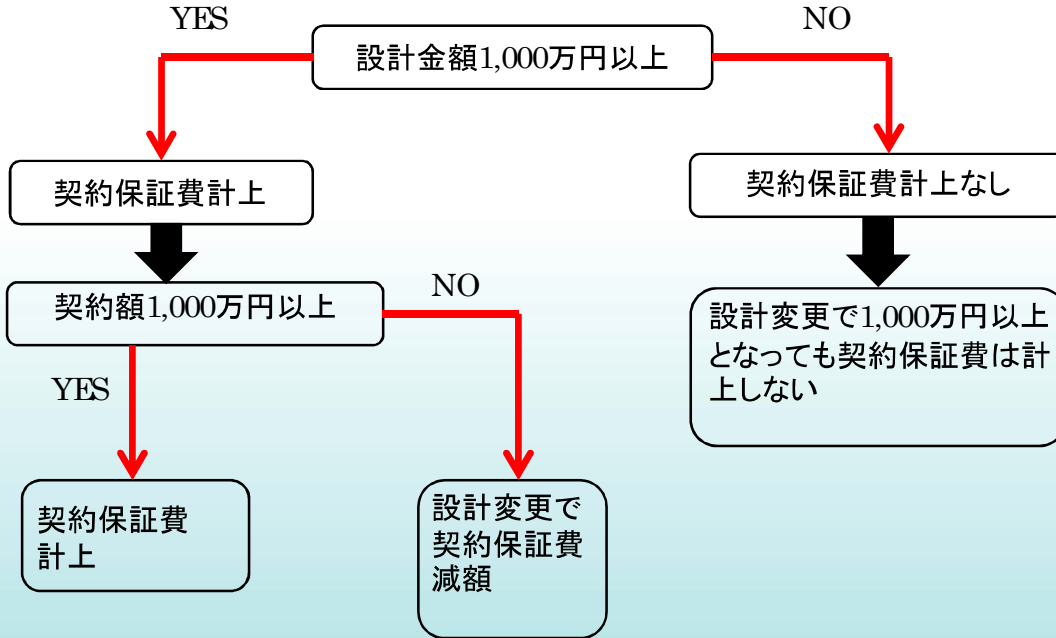 YES
NO
設計金額1,000万円以上
契約保証費計上
契約保証費計上なし
契約額1,000万円以上
NO
設計変更で1,000万円以上
となっても契約保証費は計
上しない
YES
契約保証費
計上
設計変更で
契約保証費
減額